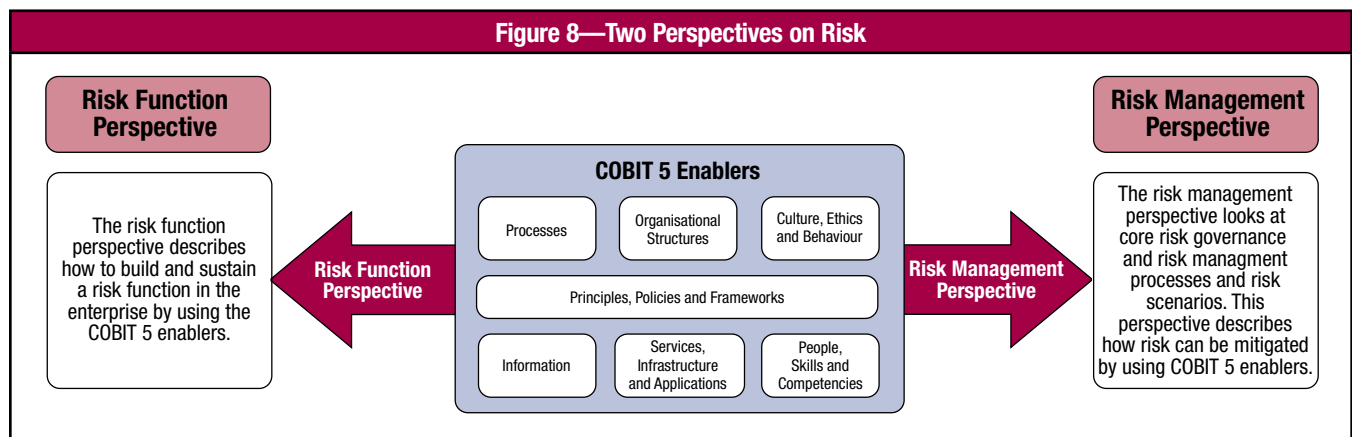 Figure 8—Two Perspectives on Risk
Risk Function
Perspective
The risk function
perspective describes
how to build and sustain
a risk function in the
enterprise by using the
COBIT 5 enablers.
Risk Function
Perspective
COBIT 5 Enablers
Processes
Organisational
Structures
Culture, Ethics
and Behaviour
Principles, Policies and Frameworks
Information
Services,
Infrastructure
and Applications
People,
Skills and
Competencies
Risk Management
Perspective
Risk Management
Perspective
The risk management
perspective looks at
core risk governance
and risk managment
processes and risk
scenarios. This
perspective describes
how risk can be mitigated
by using COBIT 5 enablers.